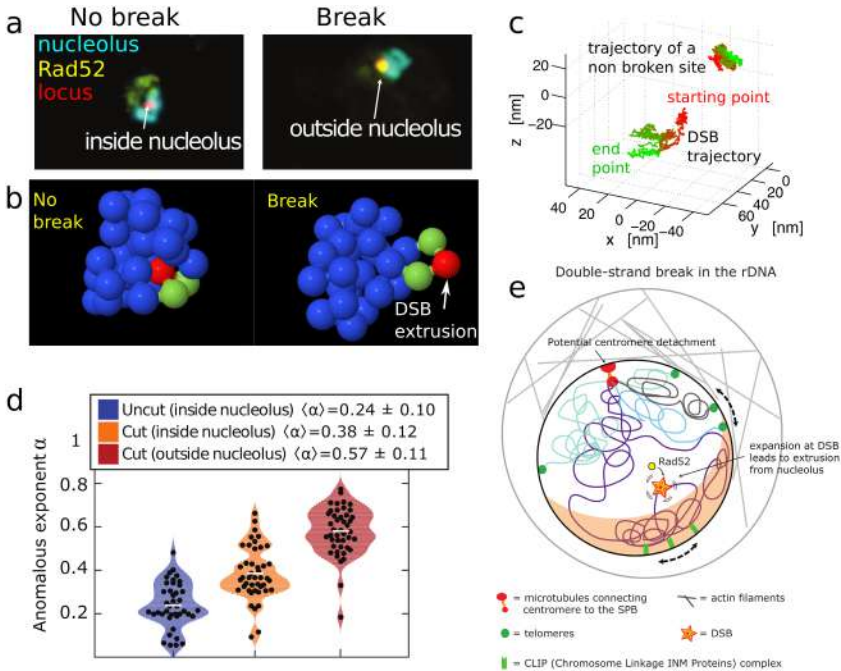 a
No break
Break
nucleolus
Rad52
locus
inside nucleolus
outside nucleolus
b
No
break
Break
DSB
extrusion
c
trajectory of a
non broken site
starting point
DSB
trajectory
end
point
20
0
-20
z [nm]
40
20
0
-20
-40
x [nm]
60
40
20
0
y [nm]
d
Uncut (inside nucleolus) ⟨α⟩=0.24 ± 0.10
Cut (inside nucleolus) ⟨α⟩=0.38 ± 0.12
Cut (outside nucleolus) ⟨α⟩=0.57 ± 0.11
Anomalous exponent α
1
0.8
0.6
0.4
0.2
Double-strand break in the rDNA
e
Potential centromere detachment
Rad52
expansion at DSB
leads to extrusion
from nucleolus
= microtubules connecting
centromere to the SPB
= actin filaments
= telomeres
= DSB
= CLIP (Chromosome Linkage INM Proteins) complex